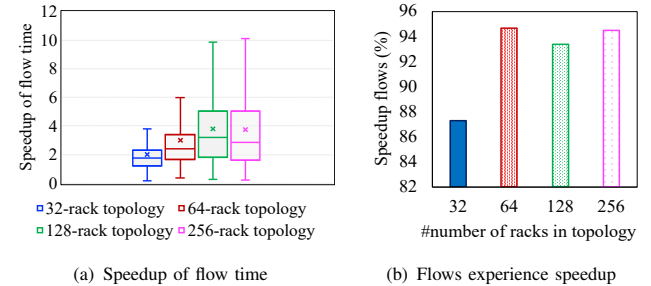 12
10
8
6
4
2
0
Speedup of flow time
32-rack topology 64-rack topology
128-rack topology 256-rack topology
(a) Speedup of flow time
96
94
92
90
88
86
84
82
Speedup flows (%)
32 64 128 256
#number of racks in topology
(b) Flows experience speedup